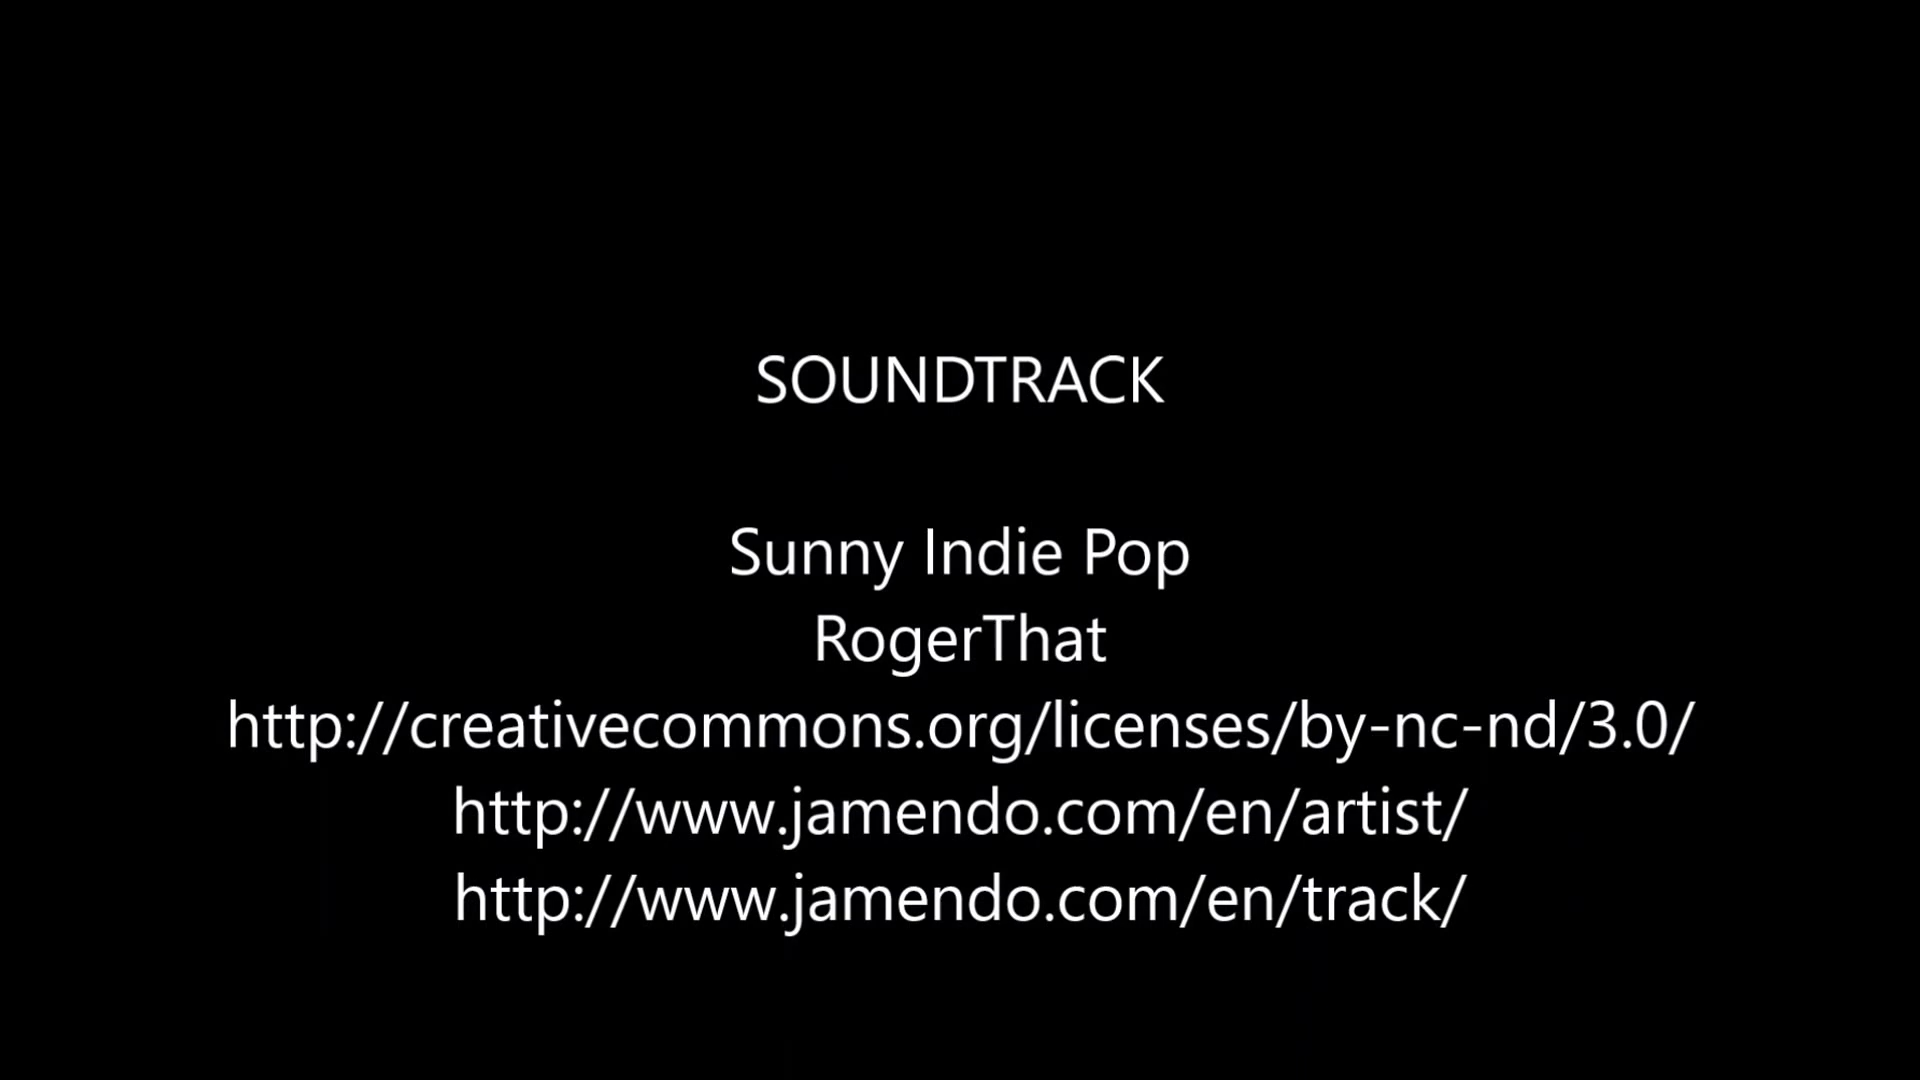 SOUNDTRACK
Sunny Indie Pop
RogerThat
http://creativecommons.org/licenses/by-nc-nd/3.0/
http://www.jamendo.com/en/artist/
http://www.jamendo.com/en/track/